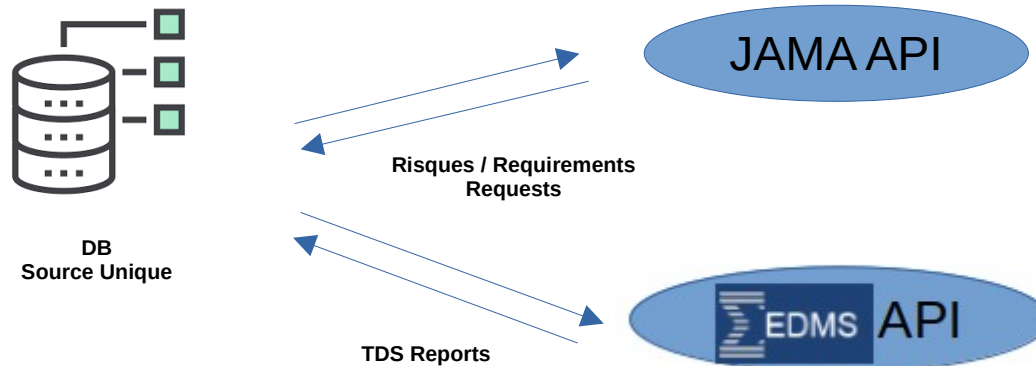 JAMA API
Risques / Requirements
Requests
DB
Source Unique
EDMS API
TDS Reports